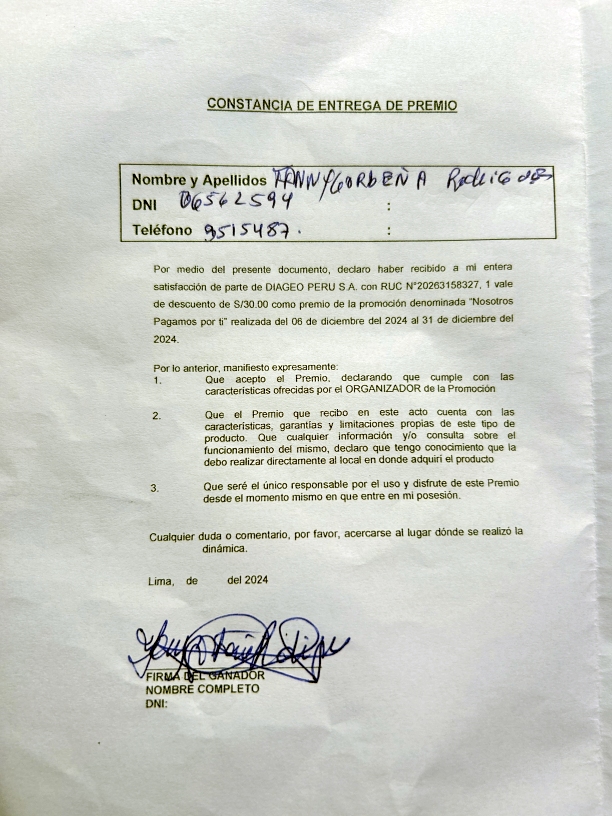 CONSTANCIA DE ENTREGA DE PREMIO
Nombre y Apellidos FANNY GORDEÑA Rodriguez
DNI 06562594 :
Teléfono 9515487. :
Por medio del presente documento, declaro haber recibido a mi entera
satisfacción de parte de DIAGEO PERU S.A. con RUC N°20263158327, 1 vale
de descuento de S/30.00 como premio de la promoción denominada "Nosotros
Pagamos por ti" realizada del 06 de diciembre del 2024 al 31 de diciembre del
2024.
Por lo anterior, manifiesto expresamente:
1. Que acepto el Premio, declarando que cumple con las
características ofrecidas por el ORGANIZADOR de la Promoción
2. Que el Premio que recibo en este acto cuenta con las
características, garantías y limitaciones propias de este tipo de
producto. Que cualquier información y/o consulta sobre el
funcionamiento del mismo, declaro que tengo conocimiento que la
debo realizar directamente al local en donde adquirí el producto
3. Que seré el único responsable por el uso y disfrute de este Premio
desde el momento mismo en que entre en mi posesión.
Cualquier duda o comentario, por favor, acercarse al lugar dónde se realizó la
dinámica.
Lima, de del 2024
FIRMA DEL GANADOR
NOMBRE COMPLETO
DNI: